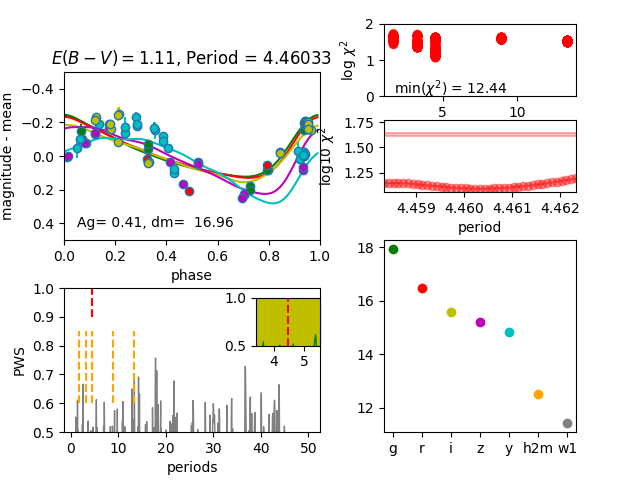 E(B − V) = 1.11, Period = 4.46033
magnitude - mean
−0.4
−0.2
0.0
0.2
0.4
Ag= 0.41, dm=  16.96
0.0 0.2 0.4 0.6 0.8 1.0
phase
log χ²
2
1
0
min(χ²) = 12.44
5 10
log10 χ²
1.75
1.50
1.25
4.459 4.460 4.461 4.462
period
PWS
1.0
0.9
0.8
0.7
0.6
0.5
1.0
0.5
4 5
0 10 20 30 40 50
periods
18
16
14
12
g r i z y h2m w1